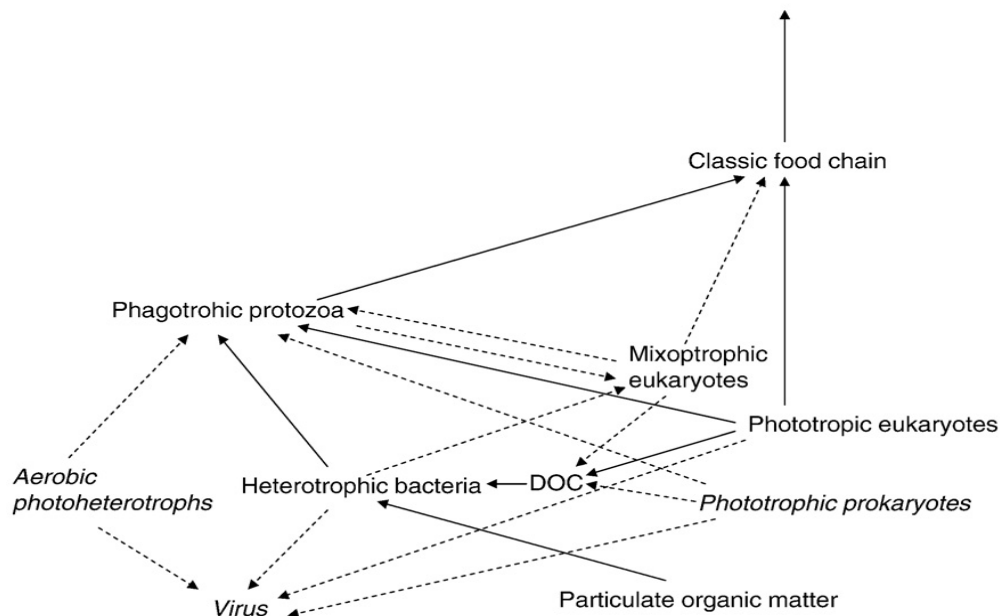 Classic food chain
Phagotrohic protozoa
Mixoptrophic
eukaryotes
Phototropic eukaryotes
Aerobic
photoheterotrophs
Heterotrophic bacteria
DOC
Phototrophic prokaryotes
Particulate organic matter
Virus